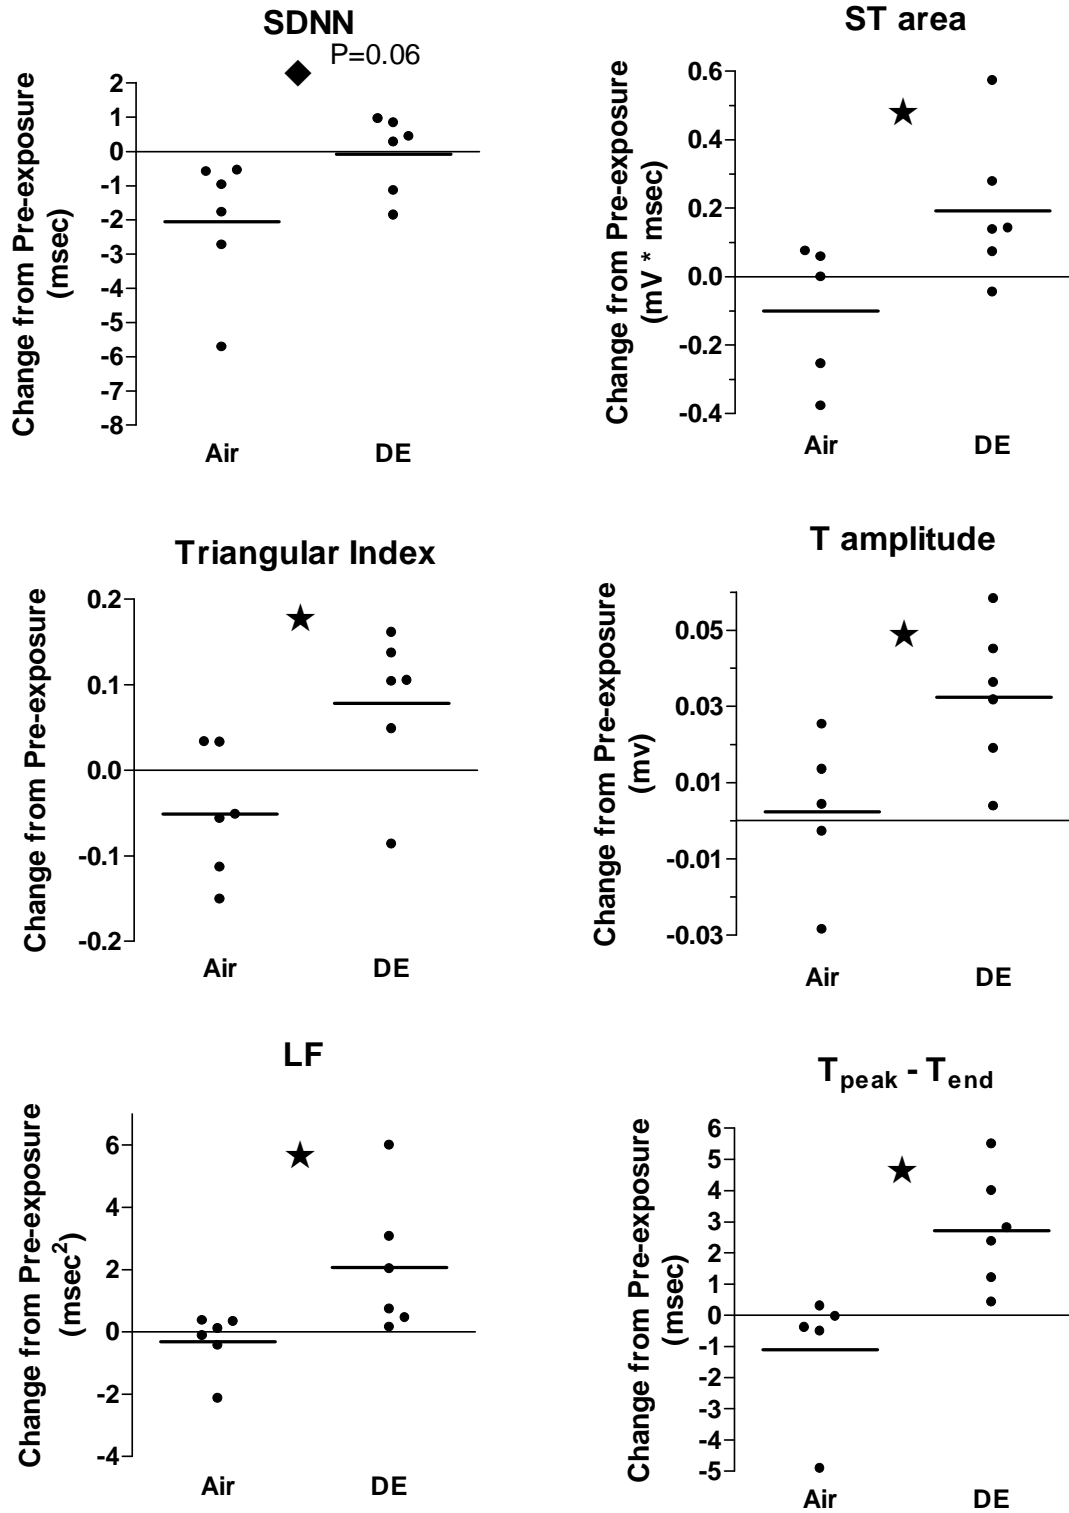 SDNN
P=0.06
Change from Pre-exposure
(msec)
2
1
0
-1
-2
-3
-4
-5
-6
-7
-8
Air DE
ST area
Change from Pre-exposure
(mV * msec)
0.6
0.4
0.2
0.0
-0.2
-0.4
Air DE
Triangular Index
Change from Pre-exposure
0.2
0.1
0.0
-0.1
-0.2
Air DE
T amplitude
Change from Pre-exposure
(mv)
0.05
0.03
0.01
-0.01
-0.03
Air DE
LF
Change from Pre-exposure
(msec²)
6
4
2
0
-2
-4
Air DE
Tpeak - Tend
Change from Pre-exposure
(msec)
6
5
4
3
2
1
0
-1
-2
-3
-4
-5
Air DE